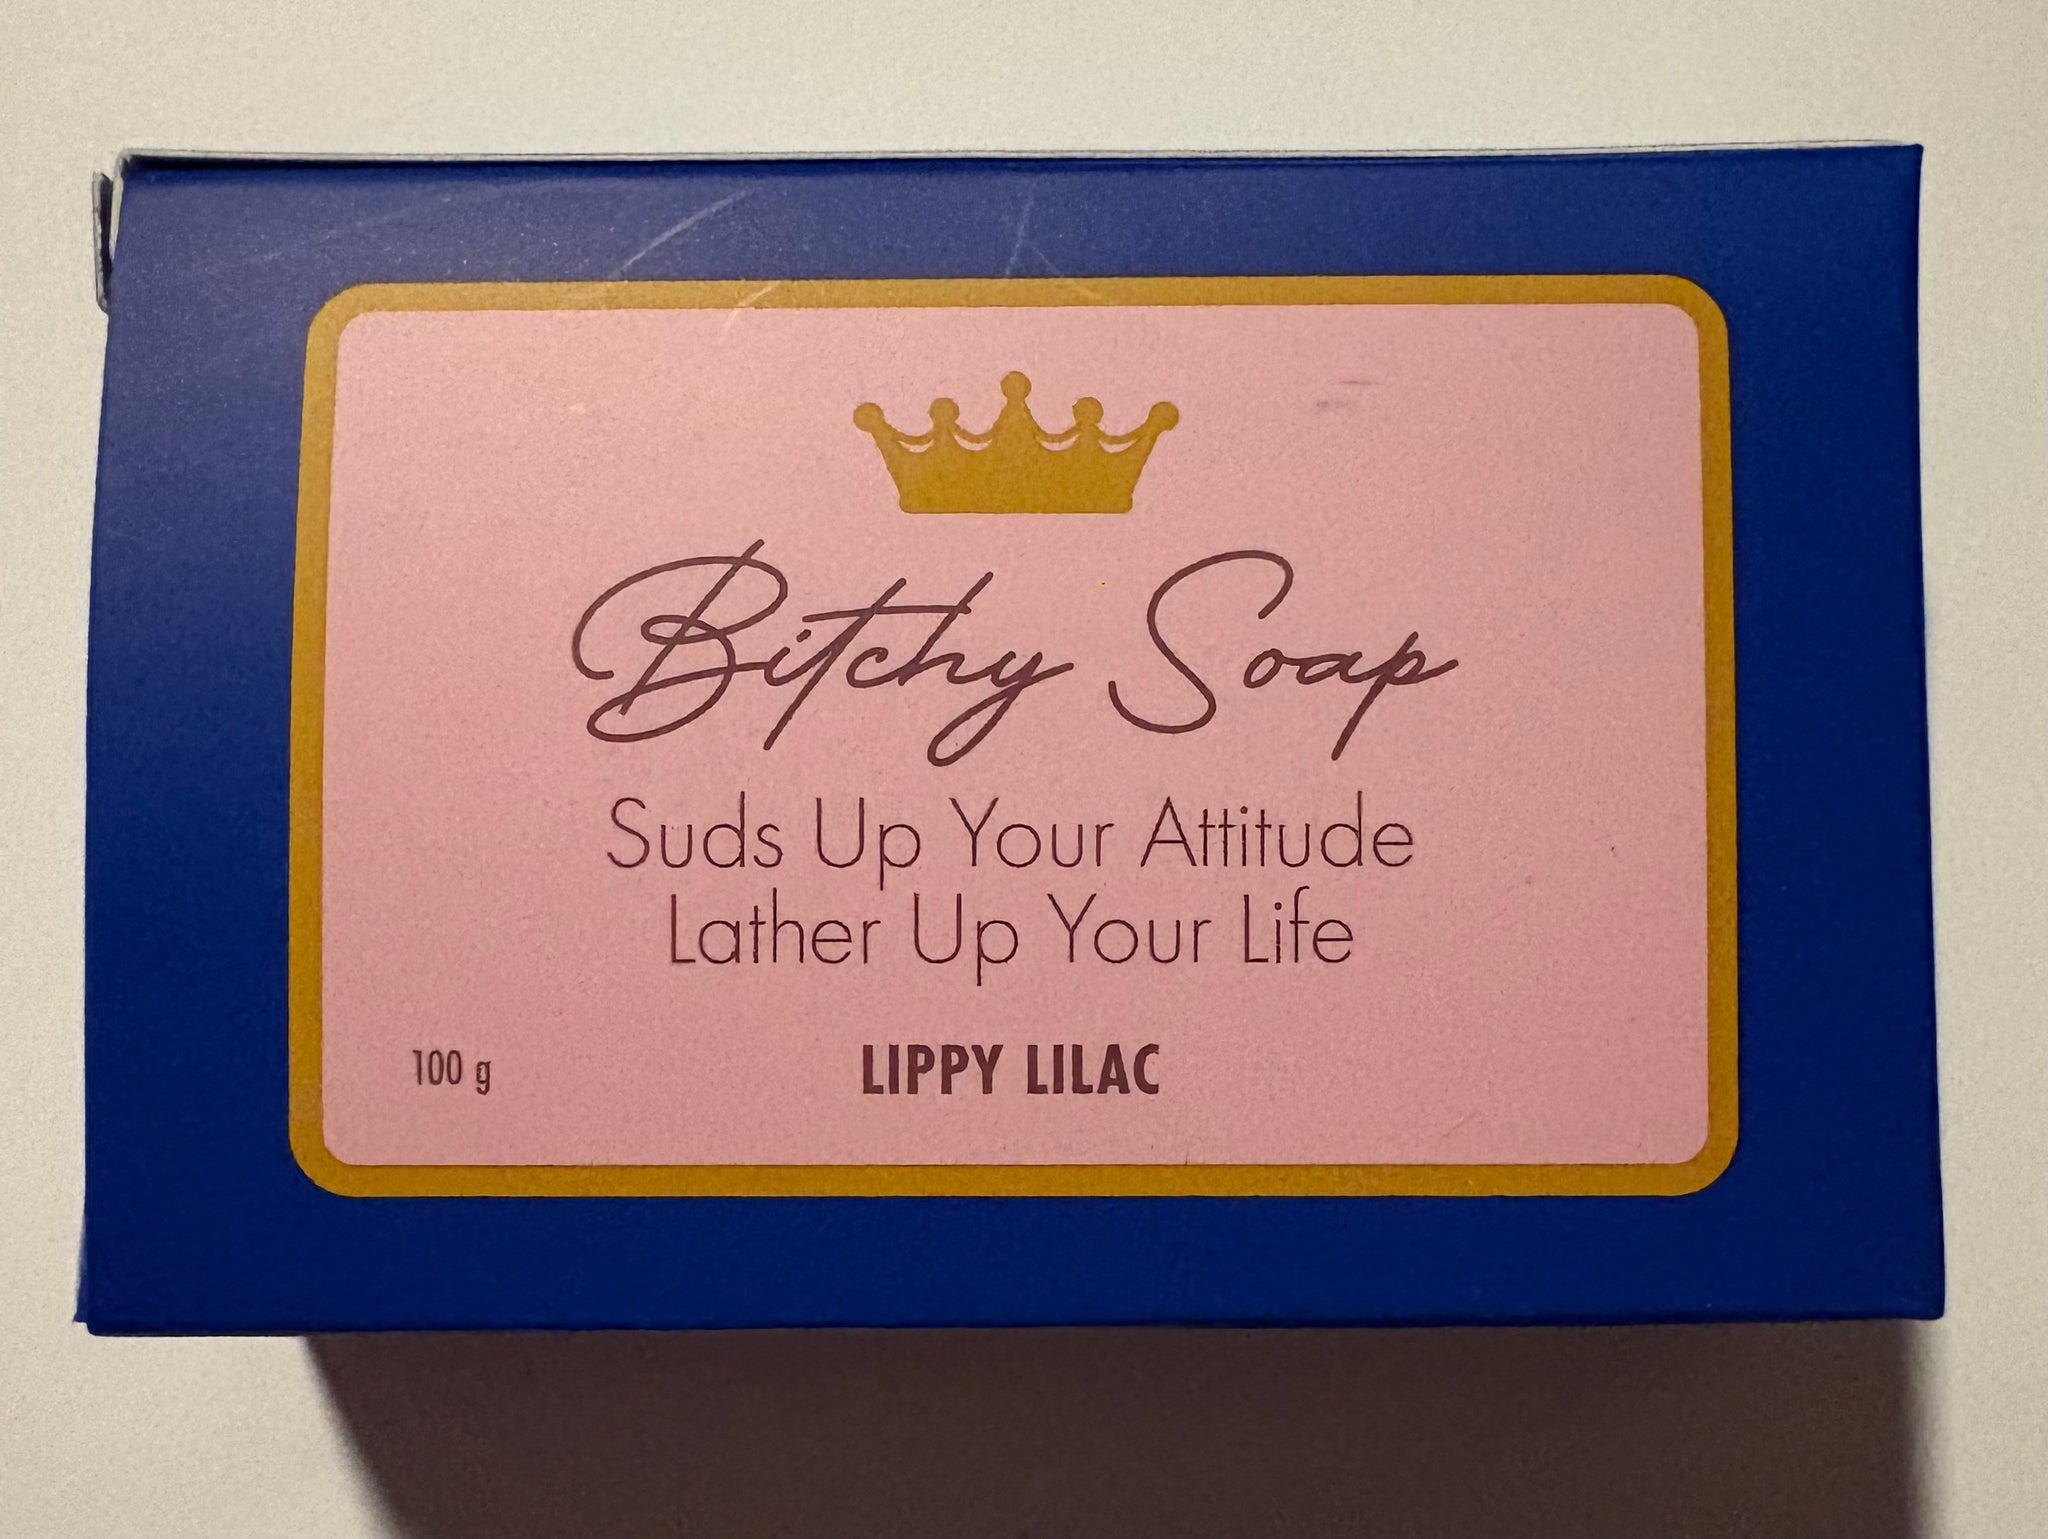 Bitchy Soap
Suds Up Your Attitude
Lather Up Your Life
100 g LIPPY LILAC